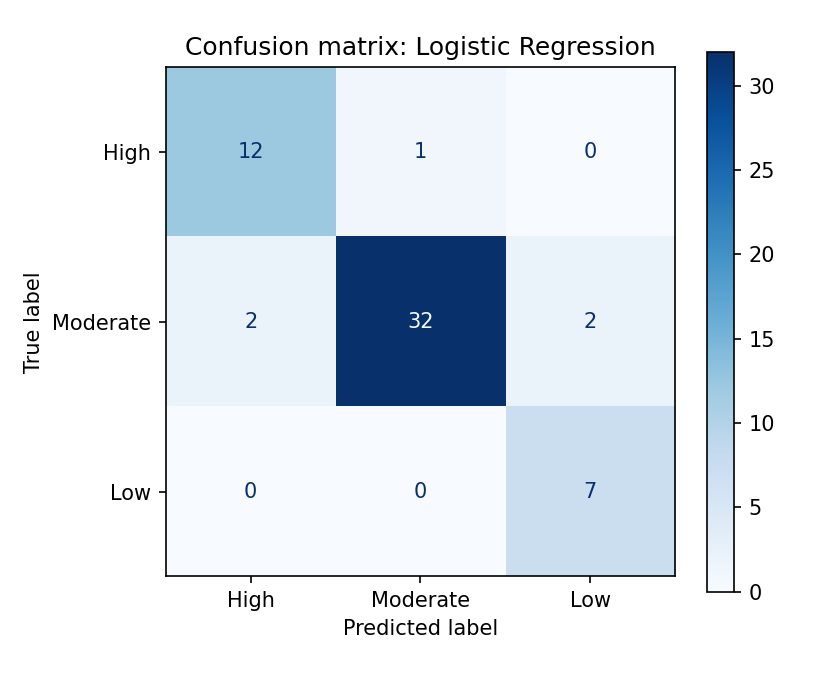 Confusion matrix: Logistic Regression
High 12 1 0
Moderate 2 32 2
Low 0 0 7
High Moderate Low
Predicted label
True label
30
25
20
15
10
5
0